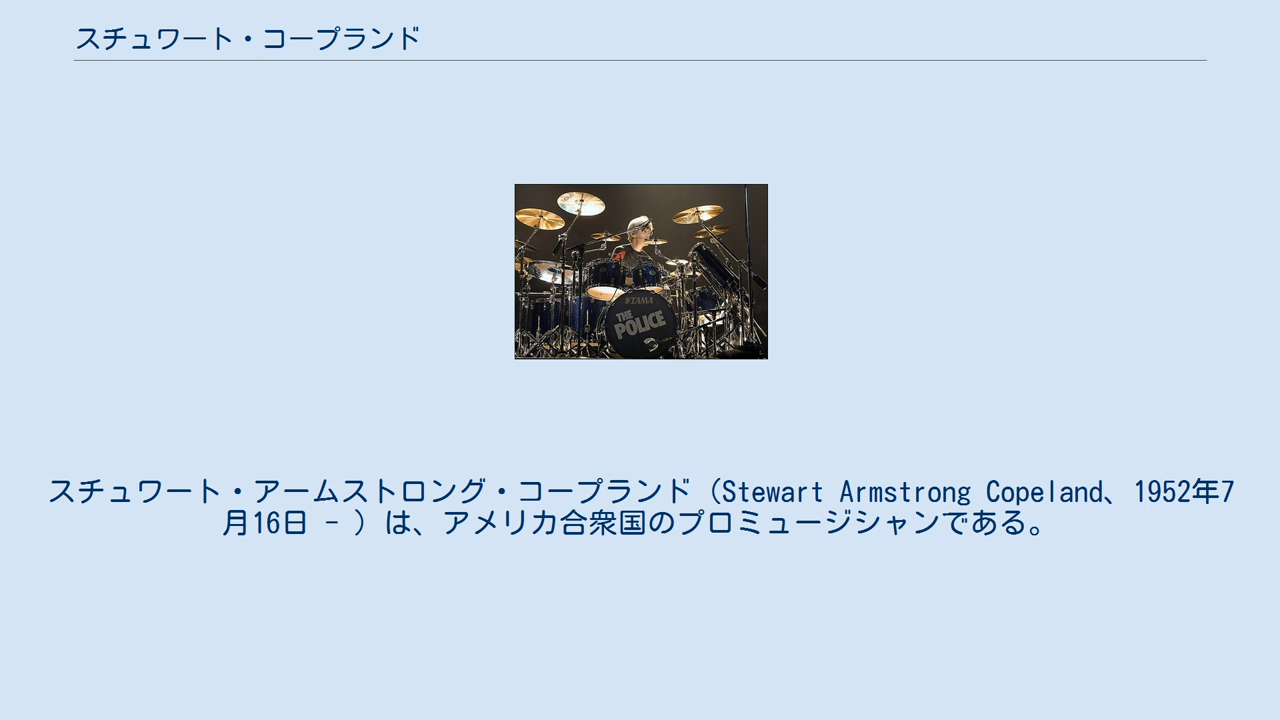 スチュワート・コープランド
TAMA
THE
POLICE
スチュワート・アームストロング・コープランド（Stewart Armstrong Copeland、1952年7
月16日 - ）は、アメリカ合衆国のプロミュージシャンである。